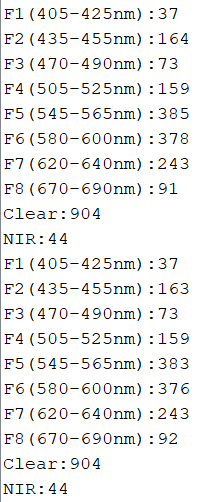 F1(405-425nm):37
F2(435-455nm):164
F3(470-490nm):73
F4(505-525nm):159
F5(545-565nm):385
F6(580-600nm):378
F7(620-640nm):243
F8(670-690nm):91
Clear:904
NIR:44
F1(405-425nm):37
F2(435-455nm):163
F3(470-490nm):73
F4(505-525nm):159
F5(545-565nm):383
F6(580-600nm):376
F7(620-640nm):243
F8(670-690nm):92
Clear:904
NIR:44